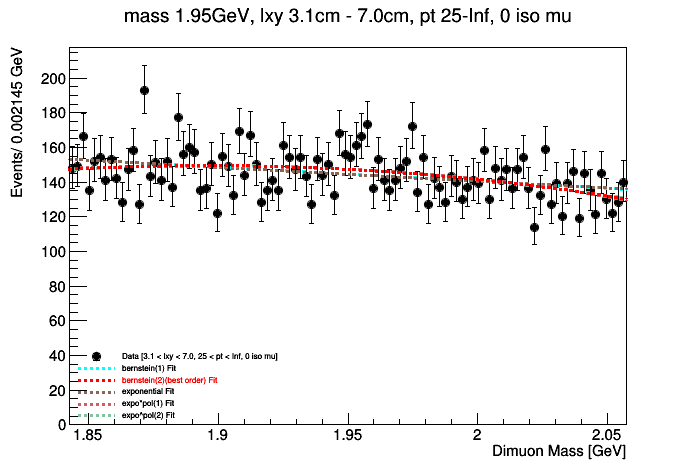 mass 1.95GeV, lxy 3.1cm - 7.0cm, pt 25-Inf, 0 iso mu
Events/ 0.002145 GeV
200
180
160
140
120
100
80
60
40
20
0
Data [3.1 < lxy < 7.0, 25 < pt < Inf, 0 iso mu]
bernstein(1) Fit
bernstein(2)(best order) Fit
exponential Fit
expo*pol(1) Fit
expo*pol(2) Fit
1.85 1.9 1.95 2 2.05
Dimuon Mass [GeV]